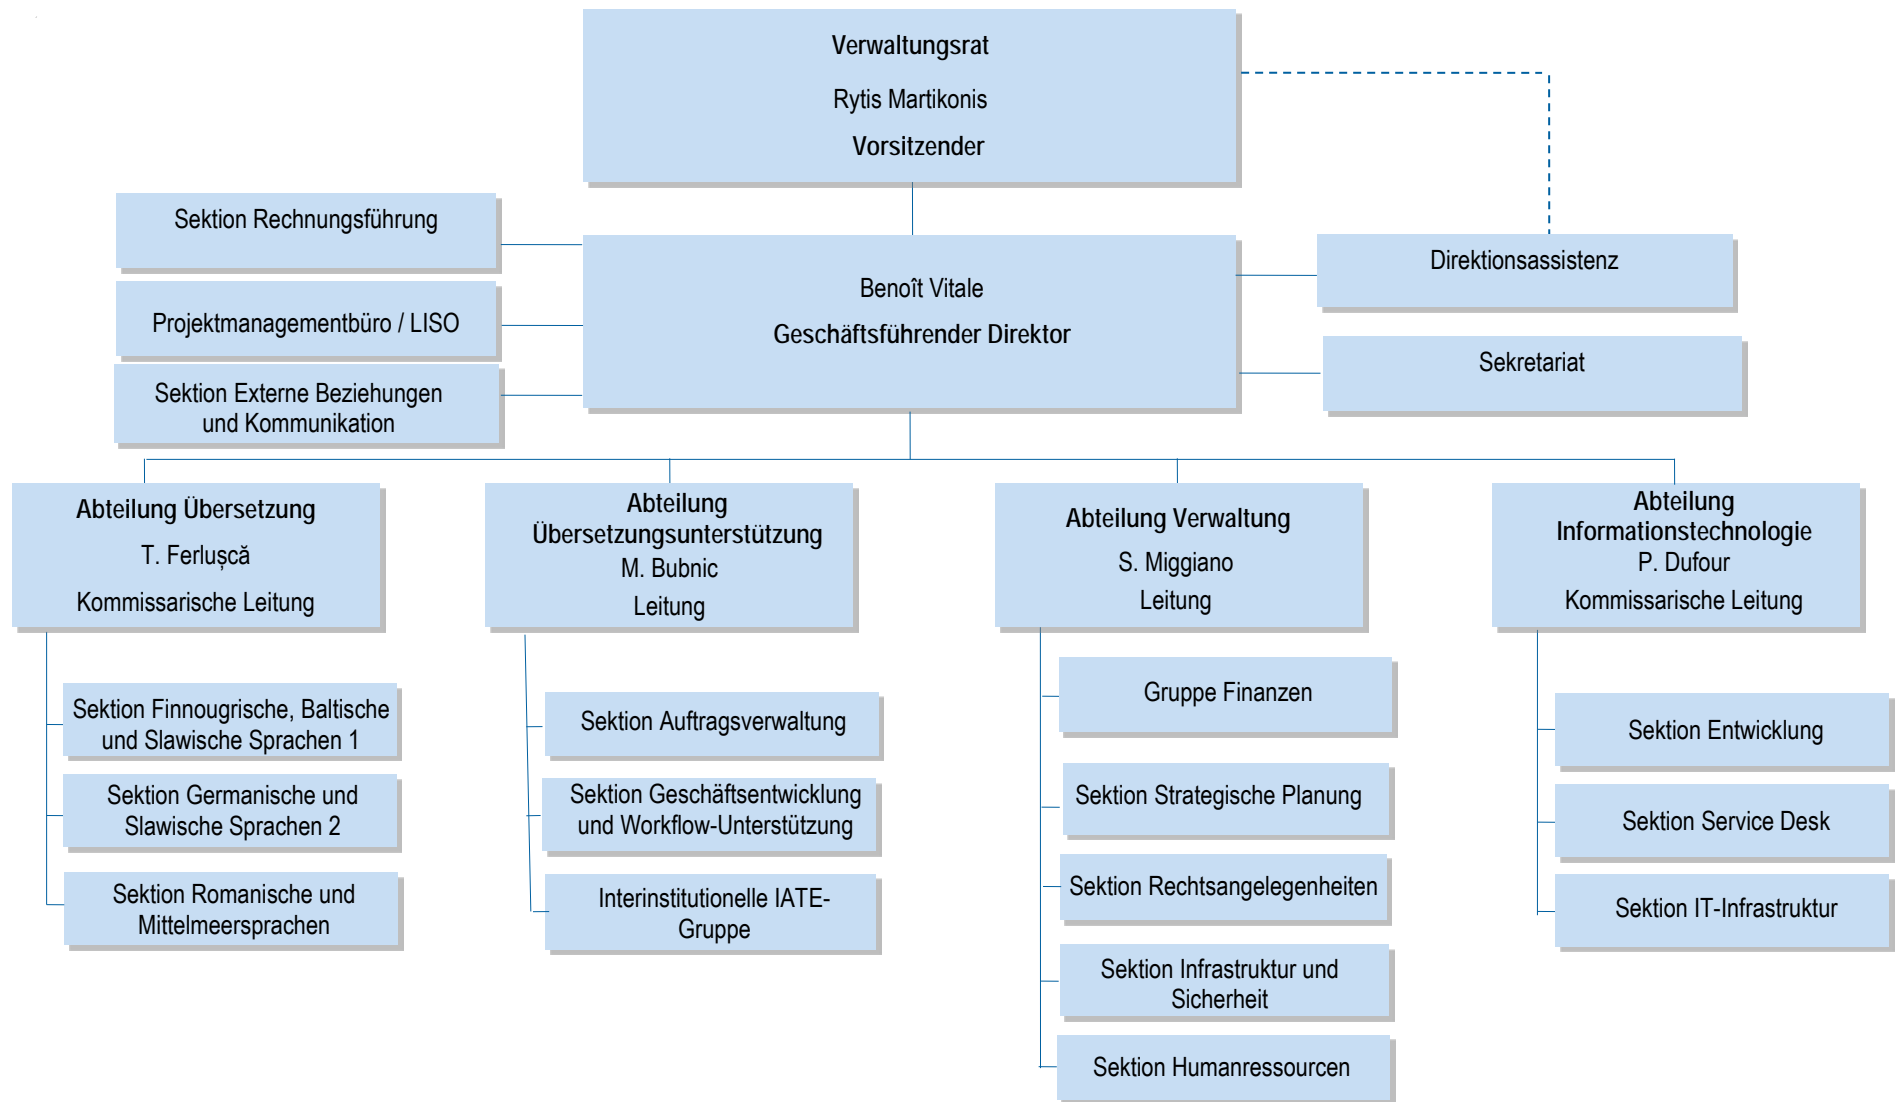 Verwaltungsrat
Rytis Martikonis
Vorsitzender
Sektion Rechnungsführung
Projektmanagementbüro / LISO
Sektion Externe Beziehungen
und Kommunikation
Benoît Vitale
Geschäftsführender Direktor
Direktionsassistenz
Sekretariat
Abteilung Übersetzung
T. Ferlușcă
Kommissarische Leitung
Sektion Finnougrische, Baltische
und Slawische Sprachen 1
Sektion Germanische und
Slawische Sprachen 2
Sektion Romanische und
Mittelmeersprachen
Abteilung
Übersetzungsunterstützung
M. Bubnic
Leitung
Sektion Auftragsverwaltung
Sektion Geschäftsentwicklung
und Workflow-Unterstützung
Interinstitutionelle IATE-
Gruppe
Abteilung Verwaltung
S. Miggiano
Leitung
Gruppe Finanzen
Sektion Strategische Planung
Sektion Rechtsangelegenheiten
Sektion Infrastruktur und
Sicherheit
Sektion Humanressourcen
Abteilung
Informationstechnologie
P. Dufour
Kommissarische Leitung
Sektion Entwicklung
Sektion Service Desk
Sektion IT-Infrastruktur